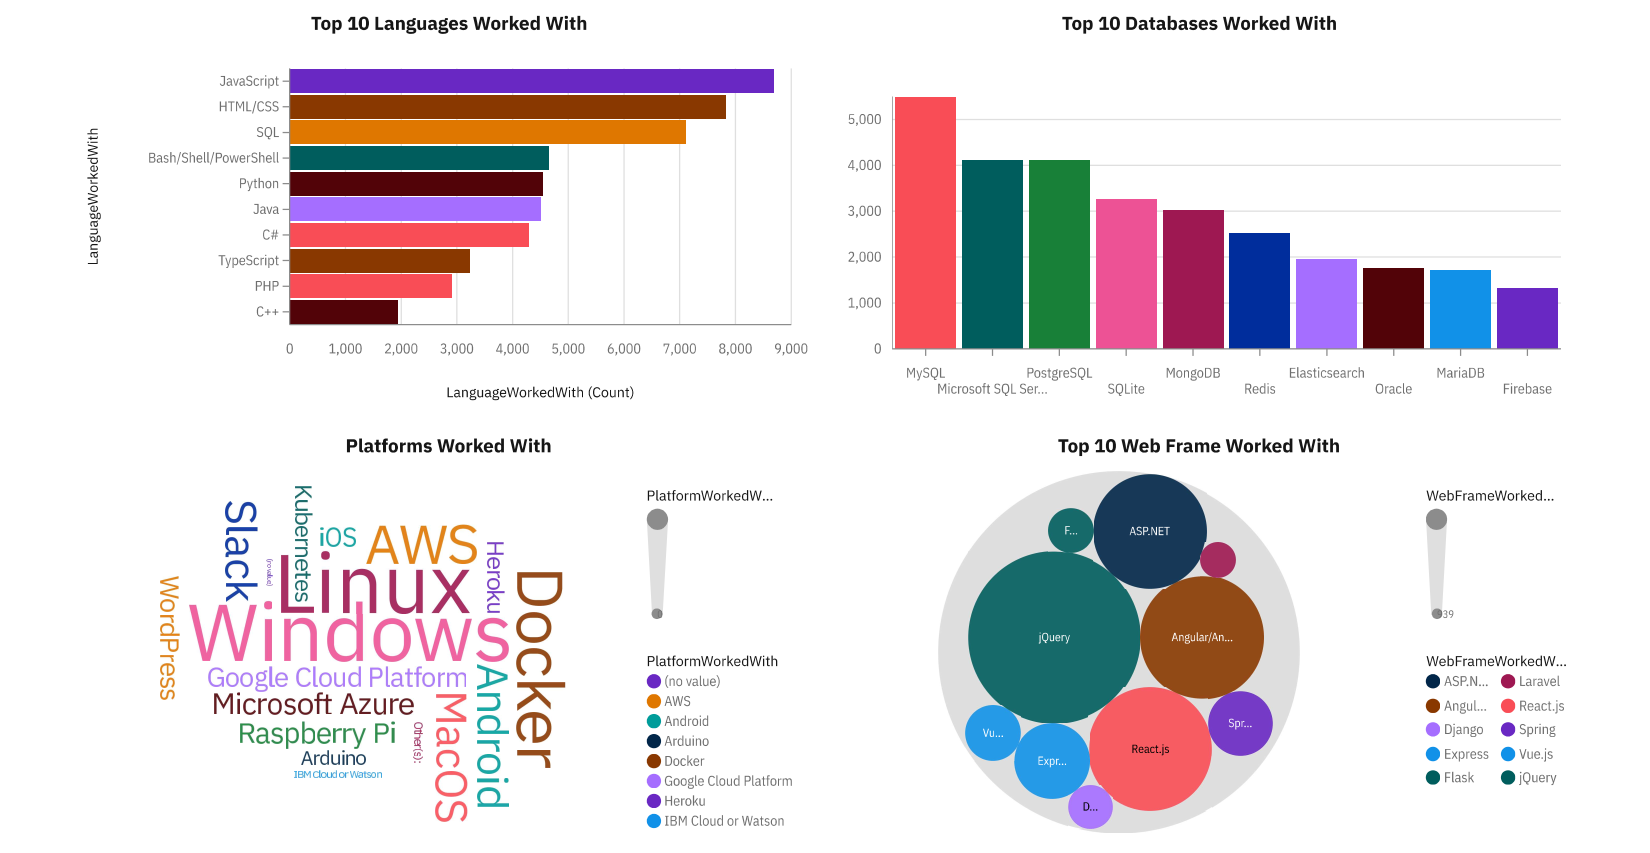 Top 10 Languages Worked With
LanguageWorkedWith
JavaScript
HTML/CSS
SQL
Bash/Shell/PowerShell
Python
Java
C#
TypeScript
PHP
C++
0 1,000 2,000 3,000 4,000 5,000 6,000 7,000 8,000 9,000
LanguageWorkedWith (Count)
Top 10 Databases Worked With
5,000
4,000
3,000
2,000
1,000
0
MySQL PostgreSQL MongoDB Elasticsearch MariaDB
Microsoft SQL Ser... SQLite Redis Oracle Firebase
Platforms Worked With
Kubernetes
Slack
iOS
AWS
(no value)
Linux
Heroku
WordPress
Windows
Docker
Google Cloud Platform
Microsoft Azure
Raspberry Pi
Other(s):
MacOS
Android
Arduino
IBM Cloud or Watson
PlatformWorkedW...
PlatformWorkedWith
(no value)
AWS
Android
Arduino
Docker
Google Cloud Platform
Heroku
IBM Cloud or Watson
Top 10 Web Frame Worked With
F...
ASP.NET
jQuery
Angular/An...
Spr...
Vu...
Expr...
React.js
D...
WebFrameWorked...
39
WebFrameWorkedW...
ASP.N... Laravel
Angul... React.js
Django Spring
Express Vue.js
Flask jQuery